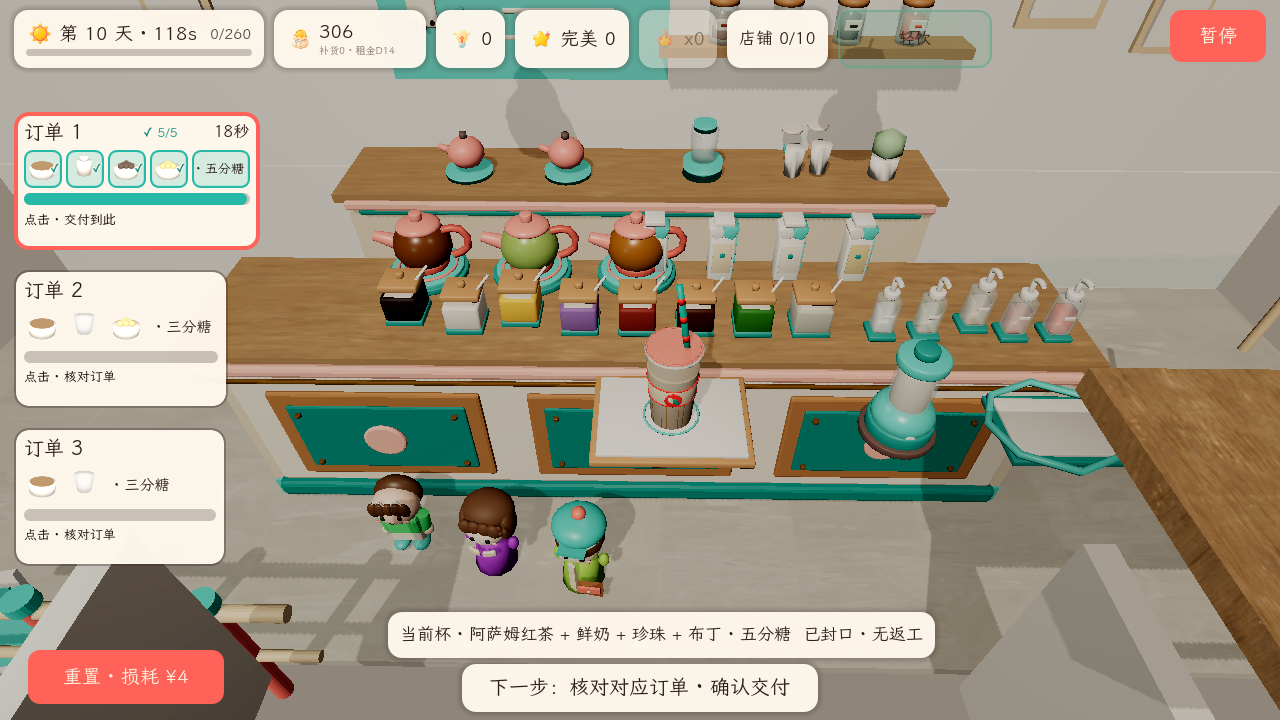 第 10 天・118s 0/260
306
补货0・租金D14
0
完美 0
x0
店铺 0/10
轻饮
暂停
订单 1 ✓ 5/5 18秒
・五分糖
点击・交付到此
订单 2
・三分糖
点击・核对订单
订单 3
・三分糖
点击・核对订单
当前杯・阿萨姆红茶 + 鲜奶 + 珍珠 + 布丁・五分糖 已封口・无返工
下一步: 核对对应订单・确认交付
重置・损耗 ¥4